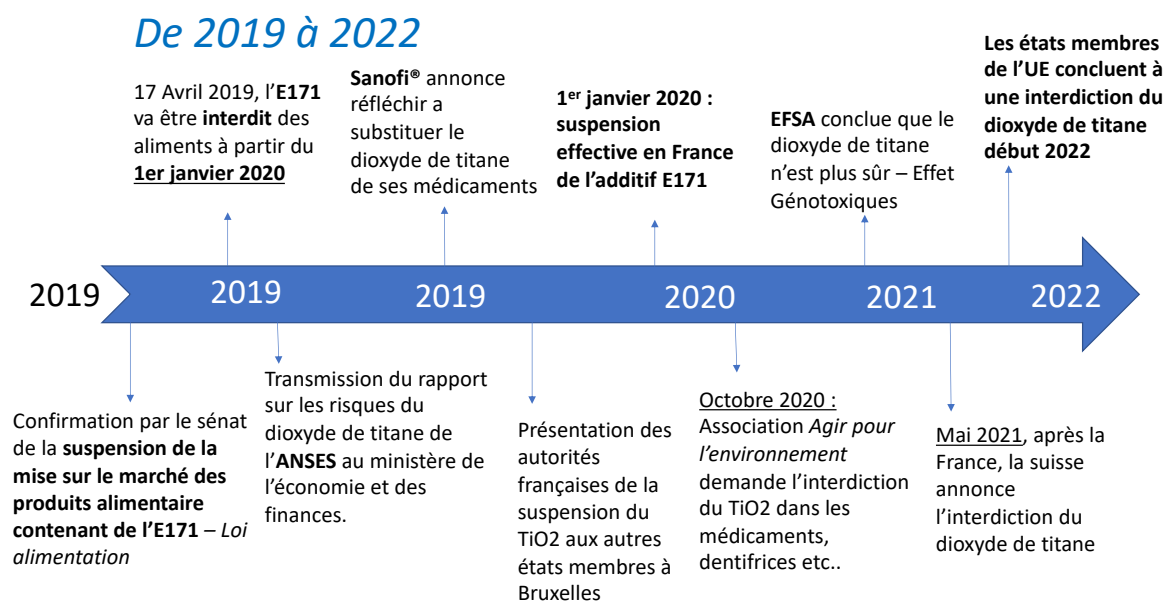 De 2019 à 2022
17 Avril 2019, l'E171
va être interdit des
aliments à partir du
1er janvier 2020
Sanofi® annonce
réfléchir a
substituer le
dioxyde de titane
de ses médicaments
1er janvier 2020 :
suspension
effective en France
de l'additif E171
EFSA conclue que le
dioxyde de titane
n'est plus sûr – Effet
Génotoxiques
Les états membres
de l'UE concluent à
une interdiction du
dioxyde de titane
début 2022
2019
2019
2019
2020
2021
2022
Confirmation par le sénat
de la suspension de la
mise sur le marché des
produits alimentaire
contenant de l'E171 – Loi
alimentation
Transmission du rapport
sur les risques du
dioxyde de titane de
l'ANSES au ministère de
l'économie et des
finances.
Présentation des
autorités
françaises de la
suspension du
TiO2 aux autres
états membres à
Bruxelles
Octobre 2020 :
Association Agir pour
l'environnement
demande l'interdiction
du TiO2 dans les
médicaments,
dentifrices etc..
Mai 2021, après la
France, la suisse
annonce
l'interdiction du
dioxyde de titane